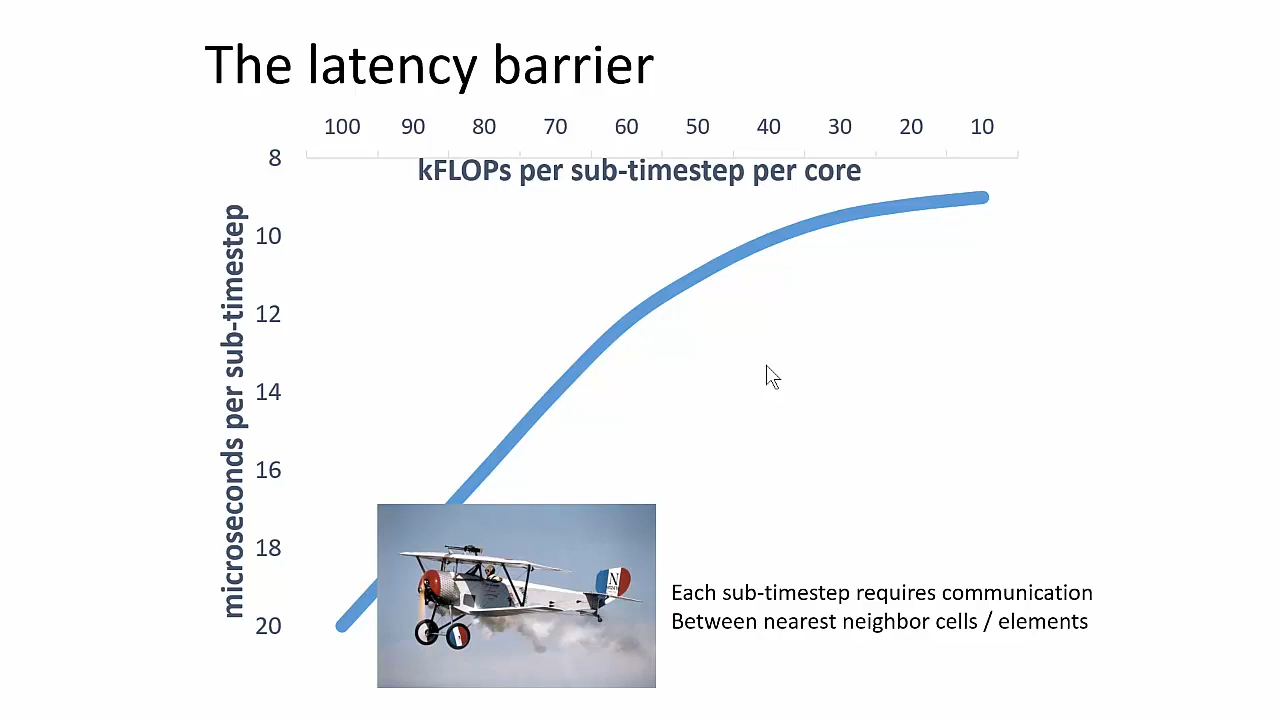 The latency barrier
100 90 80 70 60 50 40 30 20 10
kFLOPs per sub-timestep per core
microseconds per sub-timestep
8
10
12
14
16
18
20
N
Each sub-timestep requires communication
Between nearest neighbor cells / elements